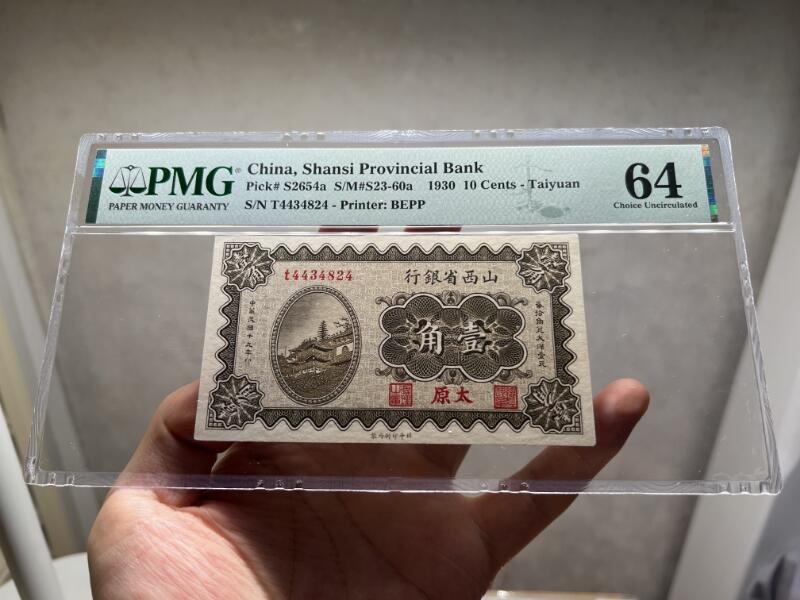 PMG
PAPER MONEY GUARANTY
China, Shansi Provincial Bank
Pick# S2654a S/M#S23-60a 1930 10 Cents - Taiyuan
S/N T4434824 - Printer: BEPP
64
Choice Uncirculated
t4434824
行銀省西山
角壹
原太